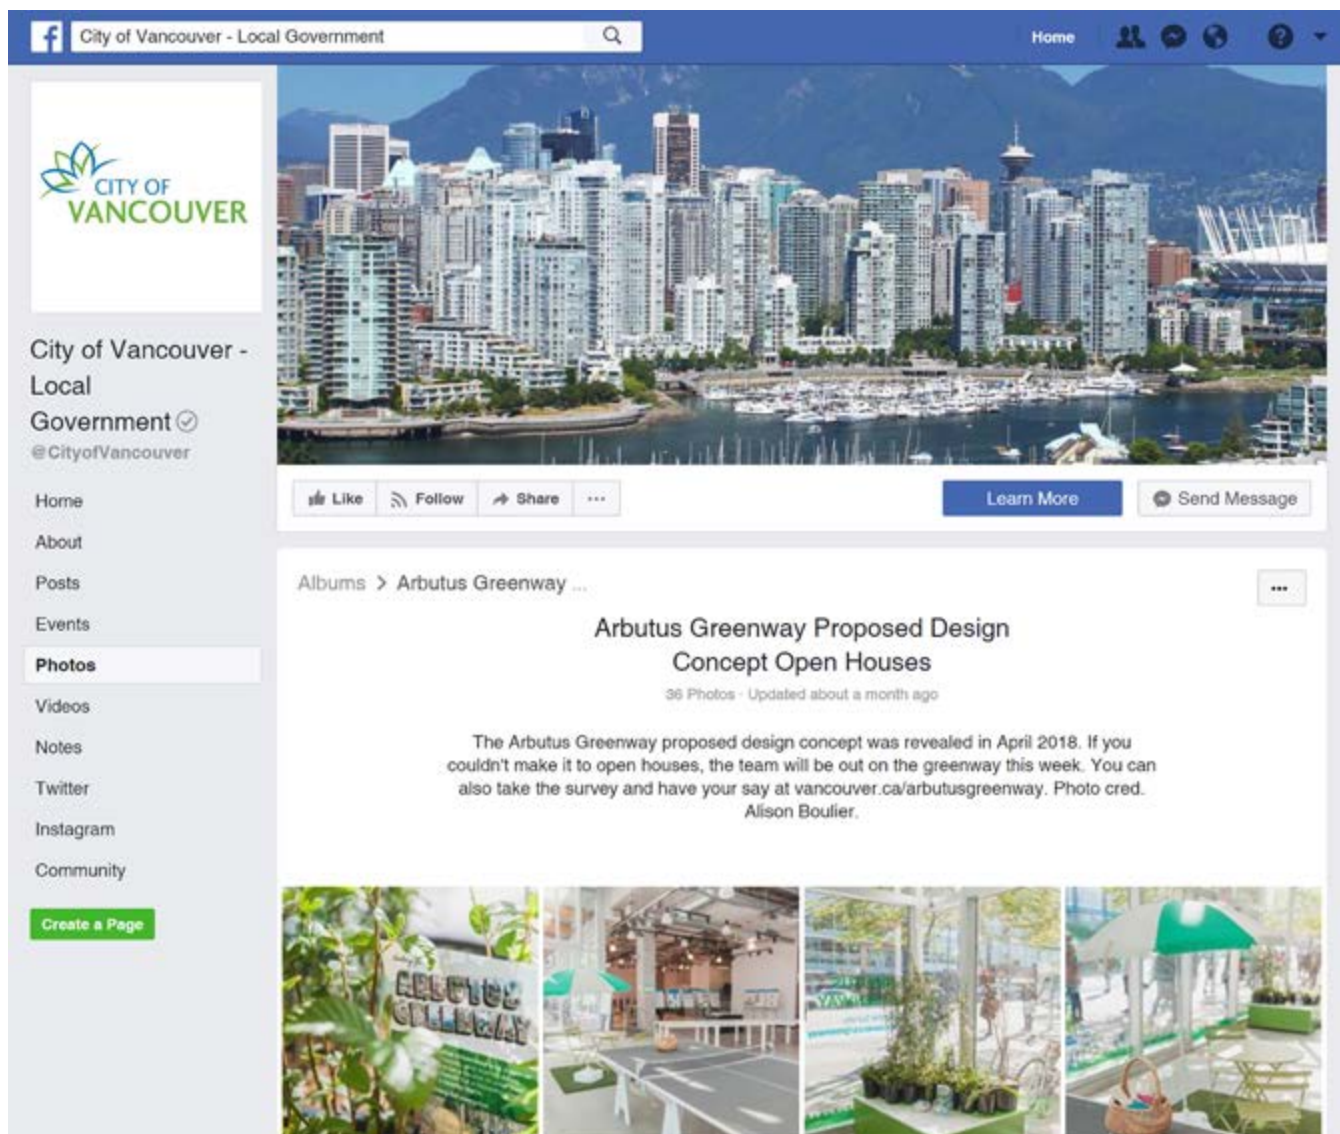 City of Vancouver - Local Government
Home
CITY OF
VANCOUVER
City of Vancouver -
Local
Government
@CityofVancouver
Home
About
Posts
Events
Photos
Videos
Notes
Twitter
Instagram
Community
Create a Page
Like
Follow
Share
...
Learn More
Send Message
Albums > Arbutus Greenway ...
...
Arbutus Greenway Proposed Design
Concept Open Houses
36 Photos · Updated about a month ago
The Arbutus Greenway proposed design concept was revealed in April 2018. If you
couldn't make it to open houses, the team will be out on the greenway this week. You can
also take the survey and have your say at vancouver.ca/arbutusgreenway. Photo cred.
Alison Boulier.
ARBUTUS
GREENWAY